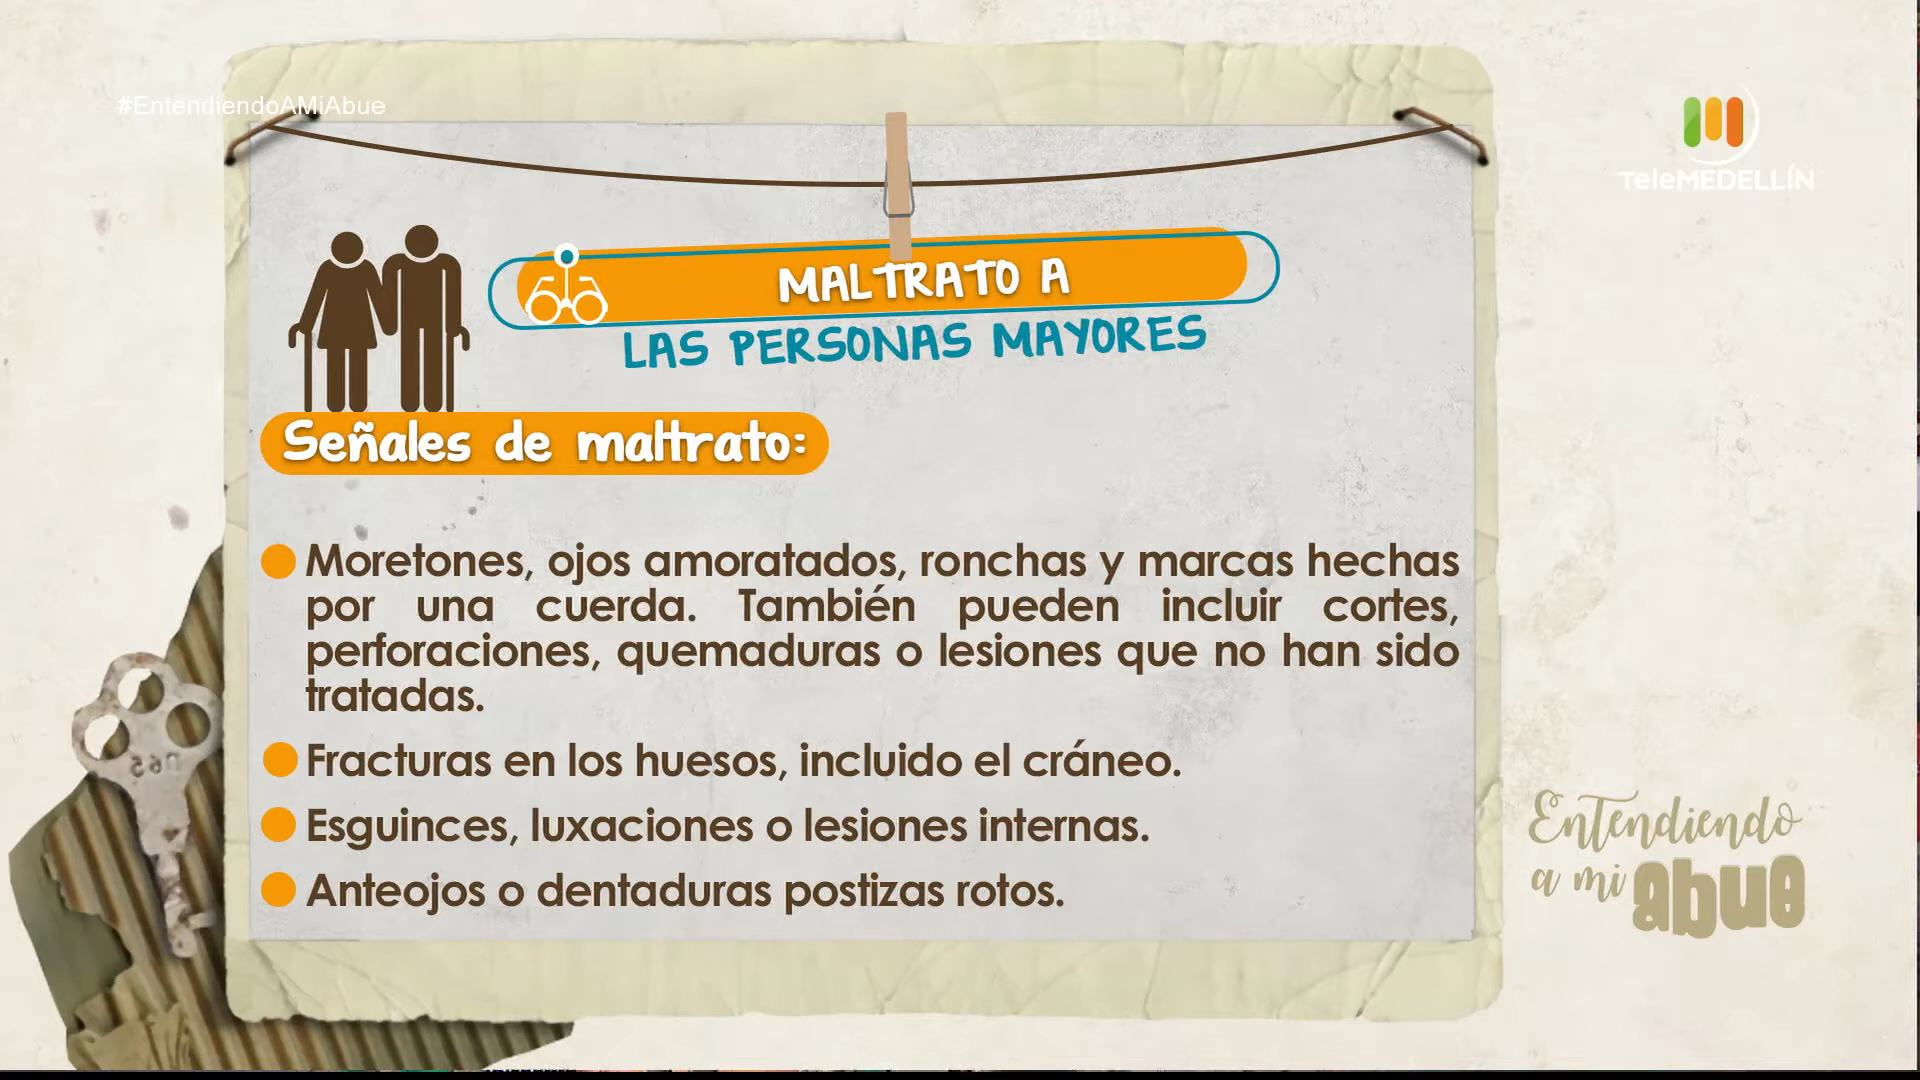 #EntendiendoAMiAbue
TeleMEDELLÍN
MALTRATO A
LAS PERSONAS MAYORES
Señales de maltrato:
Moretones, ojos amoratados, ronchas y marcas hechas
por una cuerda. También pueden incluir cortes,
perforaciones, quemaduras o lesiones que no han sido
tratadas.
Fracturas en los huesos, incluido el cráneo.
Esguinces, luxaciones o lesiones internas.
Anteojos o dentaduras postizas rotos.
Entendiendo
a mi abue